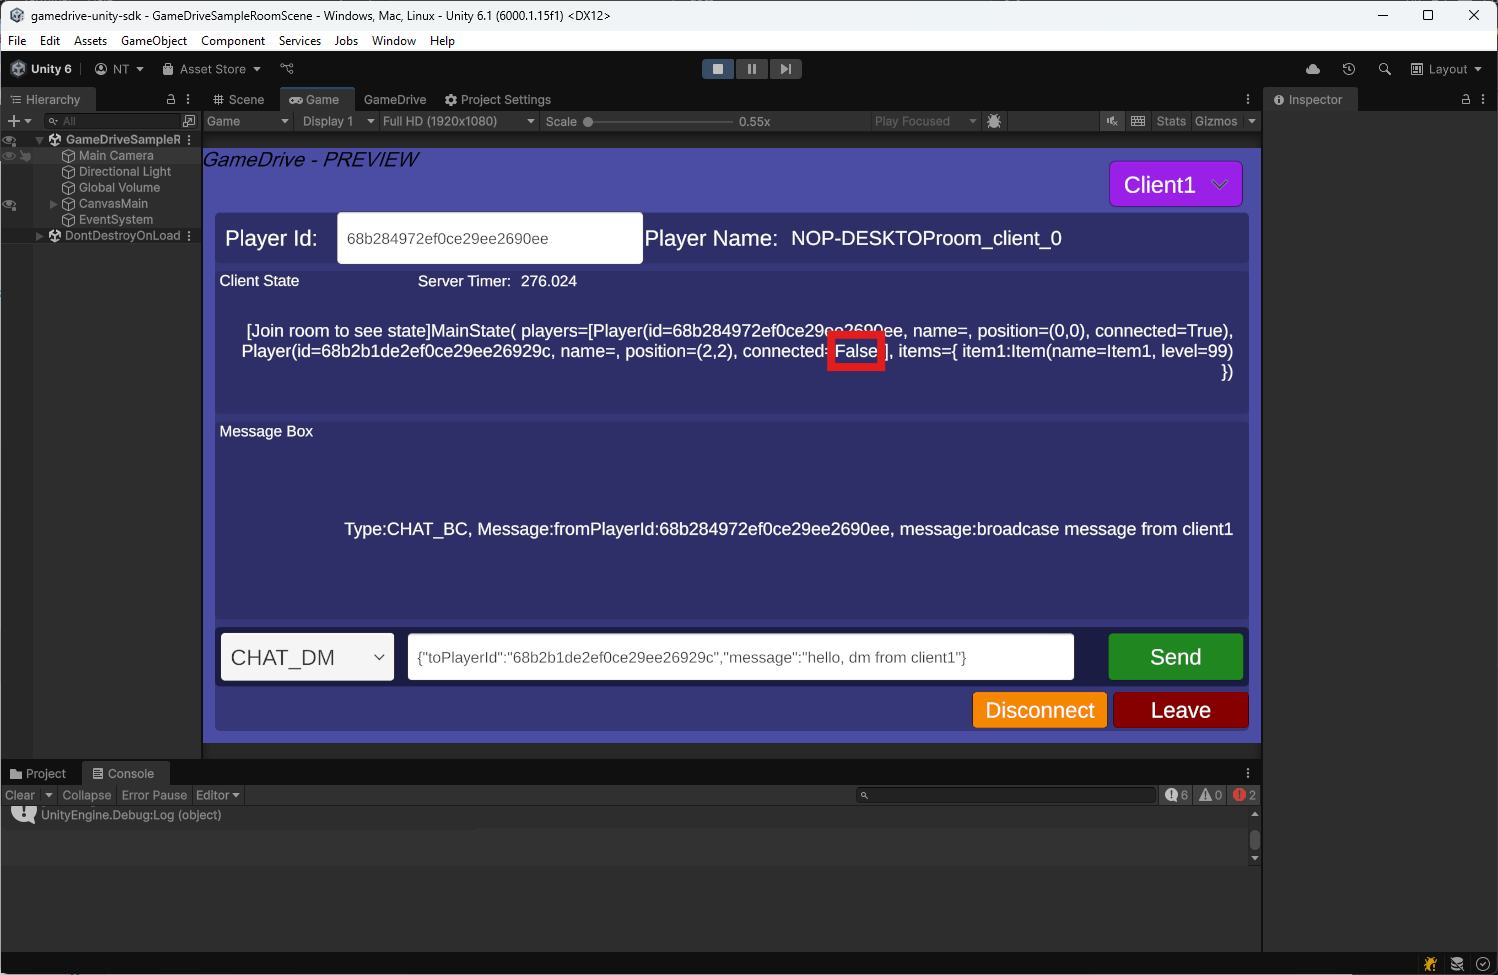 gamedrive-unity-sdk - GameDriveSampleRoomScene - Windows, Mac, Linux - Unity 6.1 (6000.1.15f1) <DX12>
File Edit Assets GameObject Component Services Jobs Window Help
Unity 6 NT Asset Store Layout
Hierarchy Scene Game GameDrive Project Settings Inspector
All Game Display 1 Full HD (1920x1080) Scale 0.55x Play Focused Stats Gizmos
GameDriveSampleR
Main Camera
Directional Light
Global Volume
CanvasMain
EventSystem
DontDestroyOnLoad
GameDrive - PREVIEW
Client1
Player Id: 68b284972ef0ce29ee2690ee Player Name: NOP-DESKTOProom_client_0
Client State Server Timer: 276.024
[Join room to see state]MainState( players=[Player(id=68b284972ef0ce29ee2690ee, name=, position=(0,0), connected=True),
Player(id=68b2b1de2ef0ce29ee26929c, name=, position=(2,2), connected=False ], items={ item1:Item(name=Item1, level=99)
})
Message Box
Type:CHAT_BC, Message:fromPlayerId:68b284972ef0ce29ee2690ee, message:broadcase message from client1
CHAT_DM {"toPlayerId":"68b2b1de2ef0ce29ee26929c","message":"hello, dm from client1"} Send
Disconnect Leave
Project Console
Clear Collapse Error Pause Editor 6 0 2
UnityEngine.Debug:Log (object)